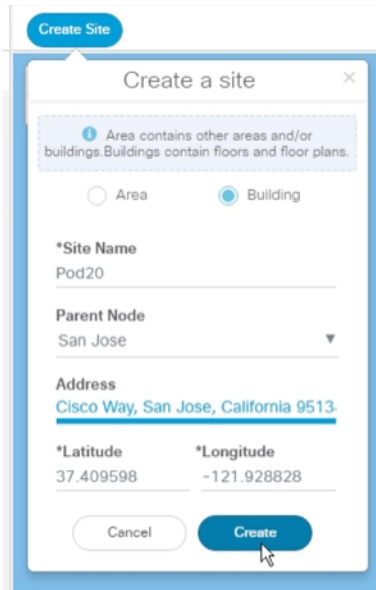 Create Site
Create a site
Area contains other areas and/or
buildings.Buildings contain floors and floor plans.
Area
Building
*Site Name
Pod20
Parent Node
San Jose
Address
Cisco Way, San Jose, California 9513
*Latitude
*Longitude
37.409598
-121.928828
Cancel
Create